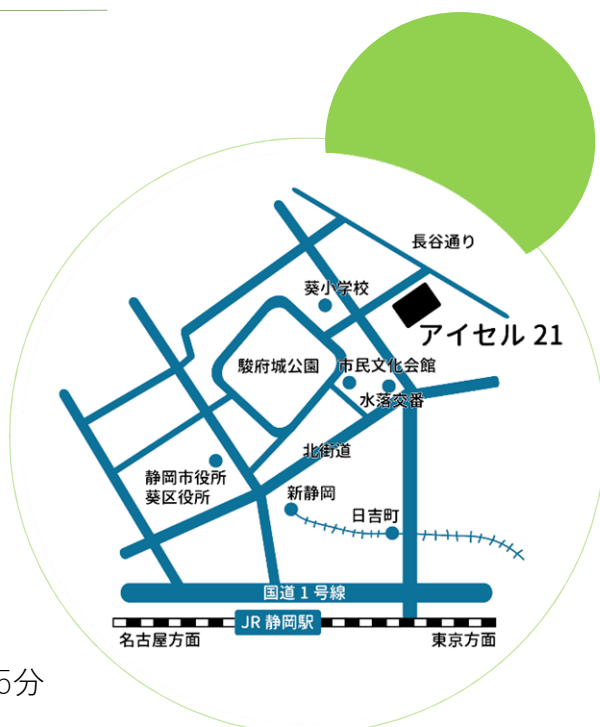 長谷通り
葵小学校
アイセル 21
駿府城公園
市民文化会館
水落交番
北街道
静岡市役所
葵区役所
新静岡
日吉町
国道 1 号線
JR 静岡駅
名古屋方面
東京方面
5分